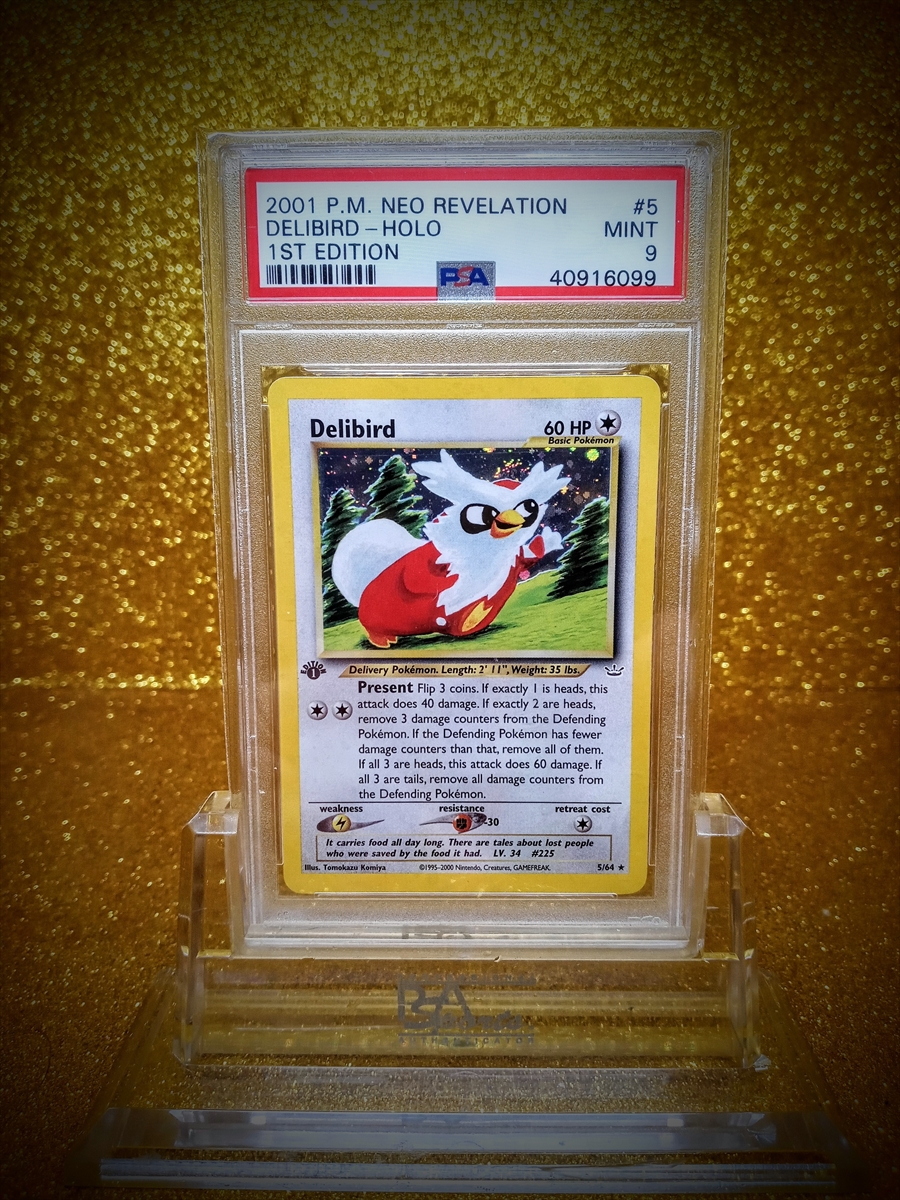 2001 P.M. NEO REVELATION #5
DELIBIRD - HOLO MINT
1ST EDITION 9
PSA 40916099
Delibird 60 HP
Basic Pokémon
EDITION
1
Delivery Pokémon. Length: 2' 11", Weight: 35 lbs.
Present Flip 3 coins. If exactly 1 is heads, this
attack does 40 damage. If exactly 2 are heads,
remove 3 damage counters from the Defending
Pokémon. If the Defending Pokémon has fewer
damage counters than that, remove all of them.
If all 3 are heads, this attack does 60 damage. If
all 3 are tails, remove all damage counters from
the Defending Pokémon.
weakness resistance retreat cost
-30
It carries food all day long. There are tales about lost people
who were saved by the food it had. LV. 34 #225
Illus. Tomokazu Komiya ©1995-2000 Nintendo, Creatures, GAMEFREAK. 5/64 ★